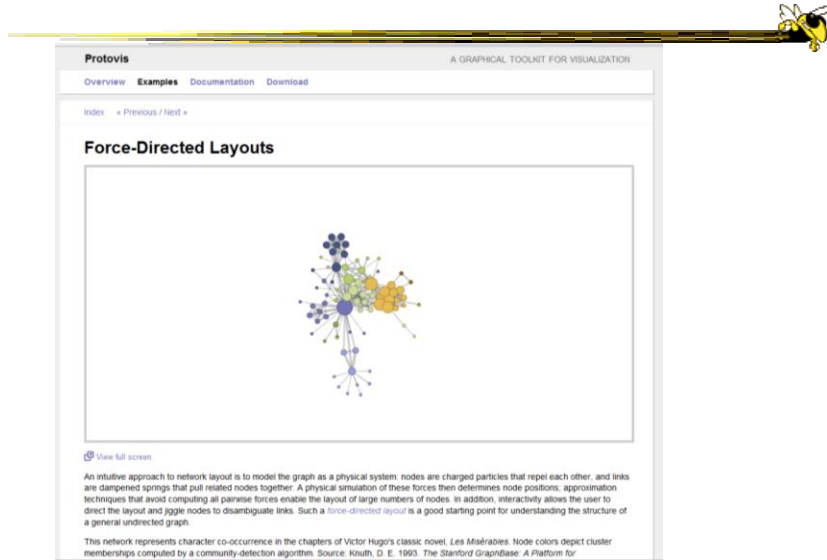 Protovis
A GRAPHICAL TOOLKIT FOR VISUALIZATION
Overview Examples Documentation Download
Index « Previous / Next »
Force-Directed Layouts
View full screen
An intuitive approach to network layout is to model the graph as a physical system: nodes are charged particles that repel each other, and links
are dampened springs that pull related nodes together. A physical simulation of these forces then determines node positions; approximation
techniques that avoid computing all pairwise forces enable the layout of large numbers of nodes. In addition, interactivity allows the user to
direct the layout and jiggle nodes to disambiguate links. Such a force-directed layout is a good starting point for understanding the structure of
a general undirected graph.
This network represents character co-occurrence in the chapters of Victor Hugo's classic novel, Les Misérables. Node colors depict cluster
memberships computed by a community-detection algorithm. Source: Knuth, D. E. 1993. The Stanford GraphBase: A Platform for